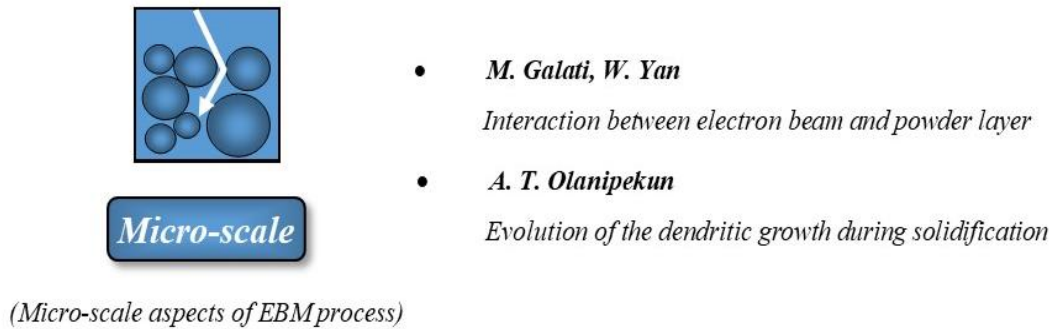 • M. Galati, W. Yan
Interaction between electron beam and powder layer
• A. T. Olanipekun
Evolution of the dendritic growth during solidification
Micro-scale
(Micro-scale aspects of EBM process)